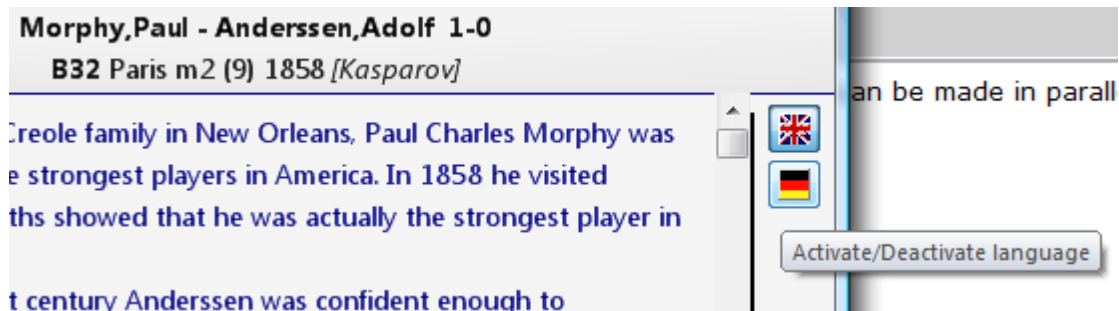 Morphy,Paul - Anderssen,Adolf 1-0
B32 Paris m2 (9) 1858 [Kasparov]
an be made in parall
Creole family in New Orleans, Paul Charles Morphy was
e strongest players in America. In 1858 he visited
ths showed that he was actually the strongest player in
Activate/Deactivate language
t century Anderssen was confident enough to